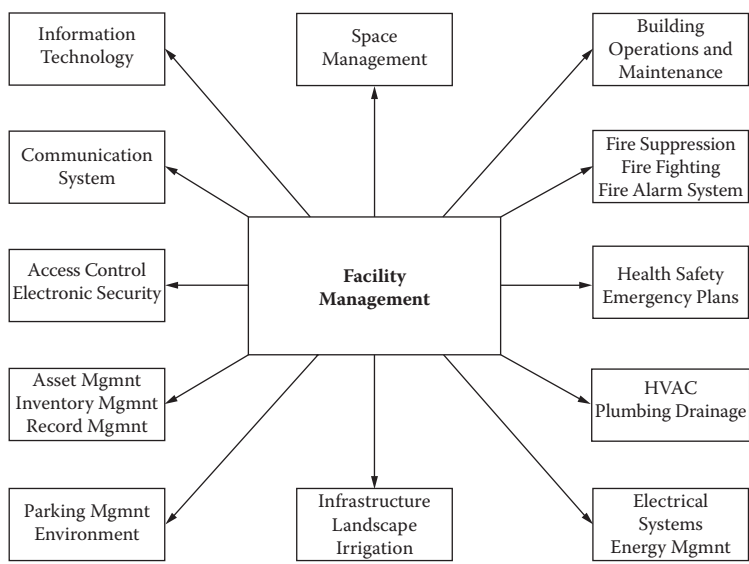 Information
Technology
Space
Management
Building
Operations and
Maintenance
Communication
System
Fire Suppression
Fire Fighting
Fire Alarm System
Access Control
Electronic Security
Facility
Management
Health Safety
Emergency Plans
Asset Mgmnt
Inventory Mgmnt
Record Mgmnt
HVAC
Plumbing Drainage
Parking Mgmnt
Environment
Infrastructure
Landscape
Irrigation
Electrical
Systems
Energy Mgmnt